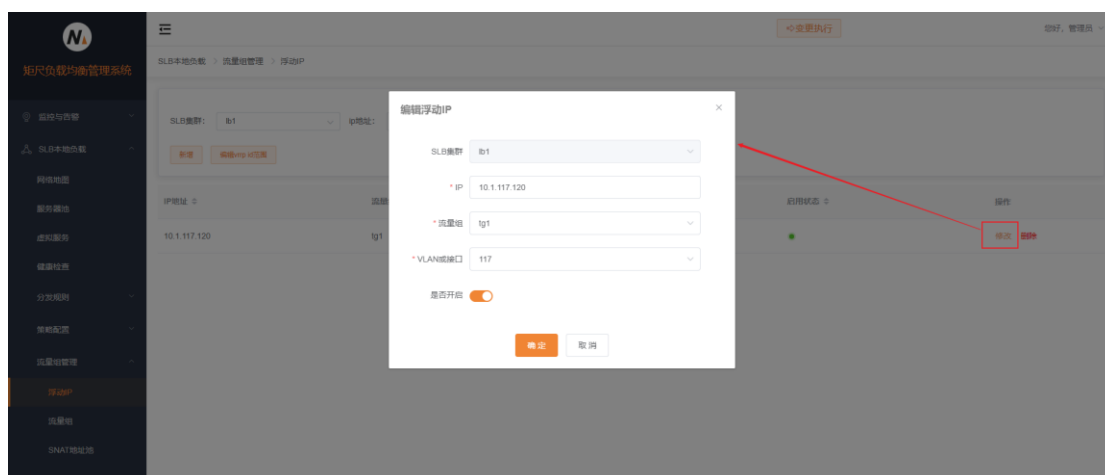 变更执行
您好，管理员
矩尺负载均衡管理系统
SLB本地负载 > 流量组管理 > 浮动IP
监控与告警
SLB本地负载
网络地图
服务器池
虚拟服务
健康检查
分发规则
策略配置
流量组管理
浮动IP
流量组
SNAT地址池
SLB集群： lb1
ip地址：
新增
IP地址
启用状态
操作
10.1.117.120
tg1
修改 删除
编辑浮动IP
SLB集群 lb1
* IP 10.1.117.120
* 流量组 tg1
* VLAN或接口 117
是否开启
确定 取消